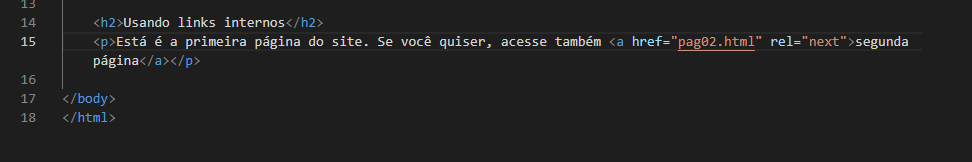 13
14 <h2>Usando links internos</h2>
15 <p>Está é a primeira página do site. Se você quiser, acesse também <a href="pag02.html" rel="next">segunda
página</a></p>
16
17 </body>
18 </html>